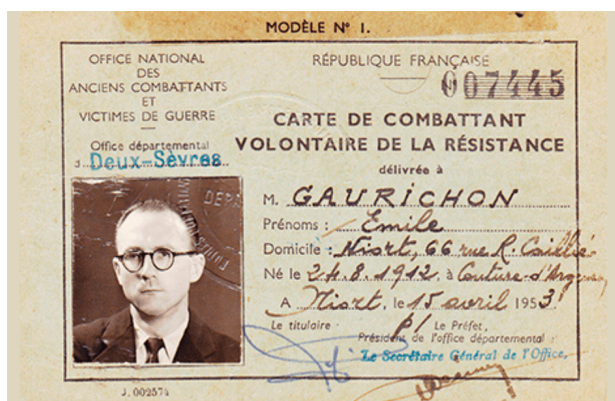 MODÈLE Nº 1.
OFFICE NATIONAL
DES
ANCIENS COMBATTANTS
ET
VICTIMES DE GUERRE
Office départemental
d Deux-Sèvres
RÉPUBLIQUE FRANÇAISE
007445
CARTE DE COMBATTANT
VOLONTAIRE DE LA RÉSISTANCE
délivrée à
M. GAURICHON
Prénoms : Emile
Domicile : Niort, 66 rue R. Caillié
Né le 24.8.1912, à Couture-d'Argenson
A Niort, le 15 avril 1953
Le titulaire
P/ Le Préfet,
Président de l'office départemental :
Le Secrétaire Général de l'Office,
J. 002574